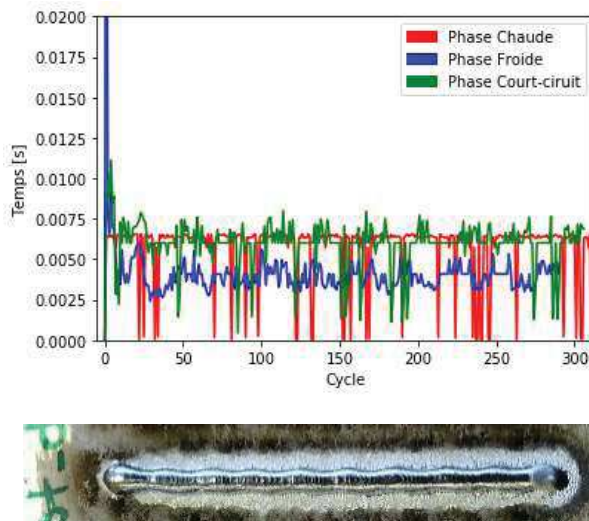 0.0200
0.0175
0.0150
0.0125
0.0100
0.0075
0.0050
0.0025
0.0000
Temps [s]
Phase Chaude
Phase Froide
Phase Court-ciruit
0 50 100 150 200 250 300
Cycle